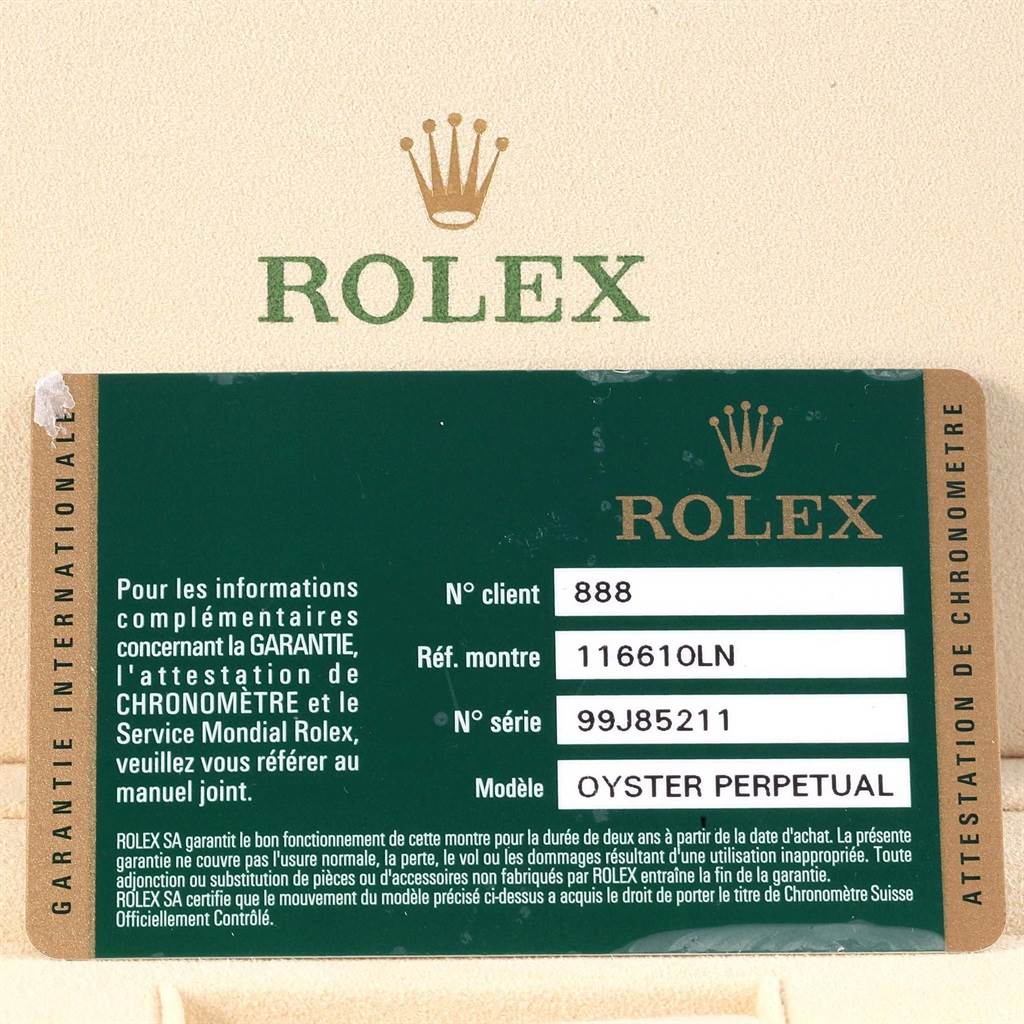 ROLEX
GARANTIE INTERNATIONALE
ROLEX
Pour les informations
complémentaires
concernant la GARANTIE,
l'attestation de
CHRONOMÈTRE et le
Service Mondial Rolex,
veuillez vous référer au
manuel joint.
N° client 888
Réf. montre 116610LN
N° série 99J85211
Modèle OYSTER PERPETUAL
ROLEX SA garantit le bon fonctionnement de cette montre pour la durée de deux ans à partir de la date d'achat. La présente
garantie ne couvre pas l'usure normale, la perte, le vol ou les dommages résultant d'une utilisation inappropriée. Toute
adjonction ou substitution de pièces ou d'accessoires non fabriqués par ROLEX entraîne la fin de la garantie.
ROLEX SA certifie que le mouvement du modèle précisé ci-dessus a acquis le droit de porter le titre de Chronomètre Suisse
Officiellement Contrôlé.
ATTESTATION DE CHRONOMETRE